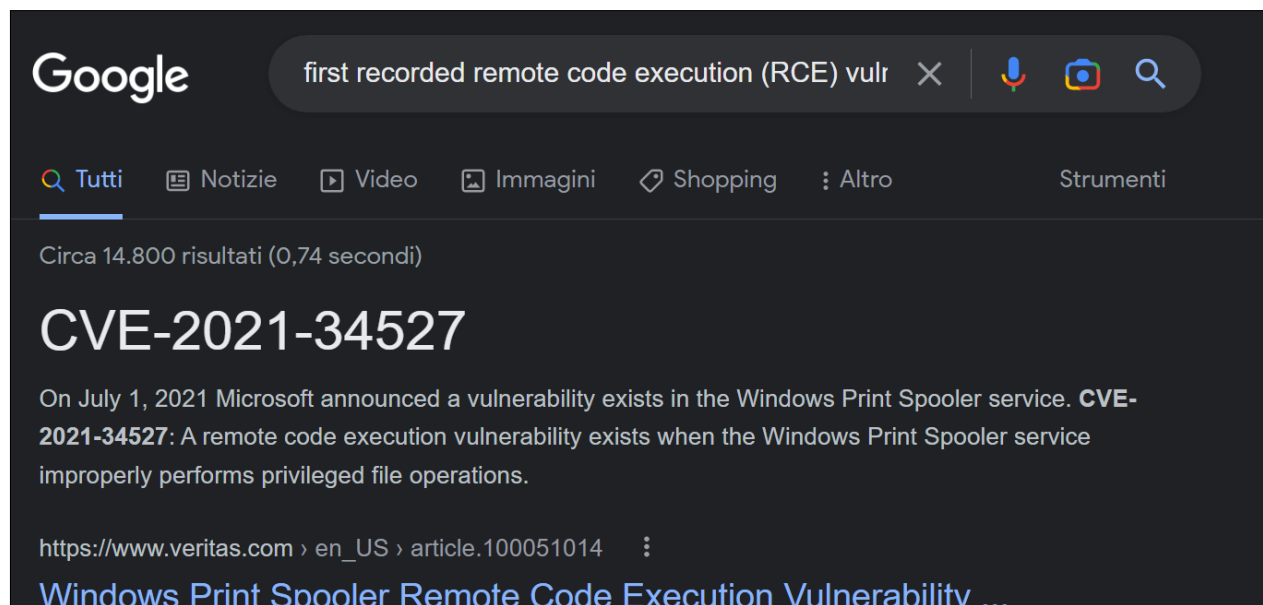 Google
first recorded remote code execution (RCE) vulr
Tutti Notizie Video Immagini Shopping Altro Strumenti
Circa 14.800 risultati (0,74 secondi)
CVE-2021-34527
On July 1, 2021 Microsoft announced a vulnerability exists in the Windows Print Spooler service. CVE-
2021-34527: A remote code execution vulnerability exists when the Windows Print Spooler service
improperly performs privileged file operations.
https://www.veritas.com › en_US › article.100051014
Windows Print Spooler Remote Code Execution Vulnerability ...